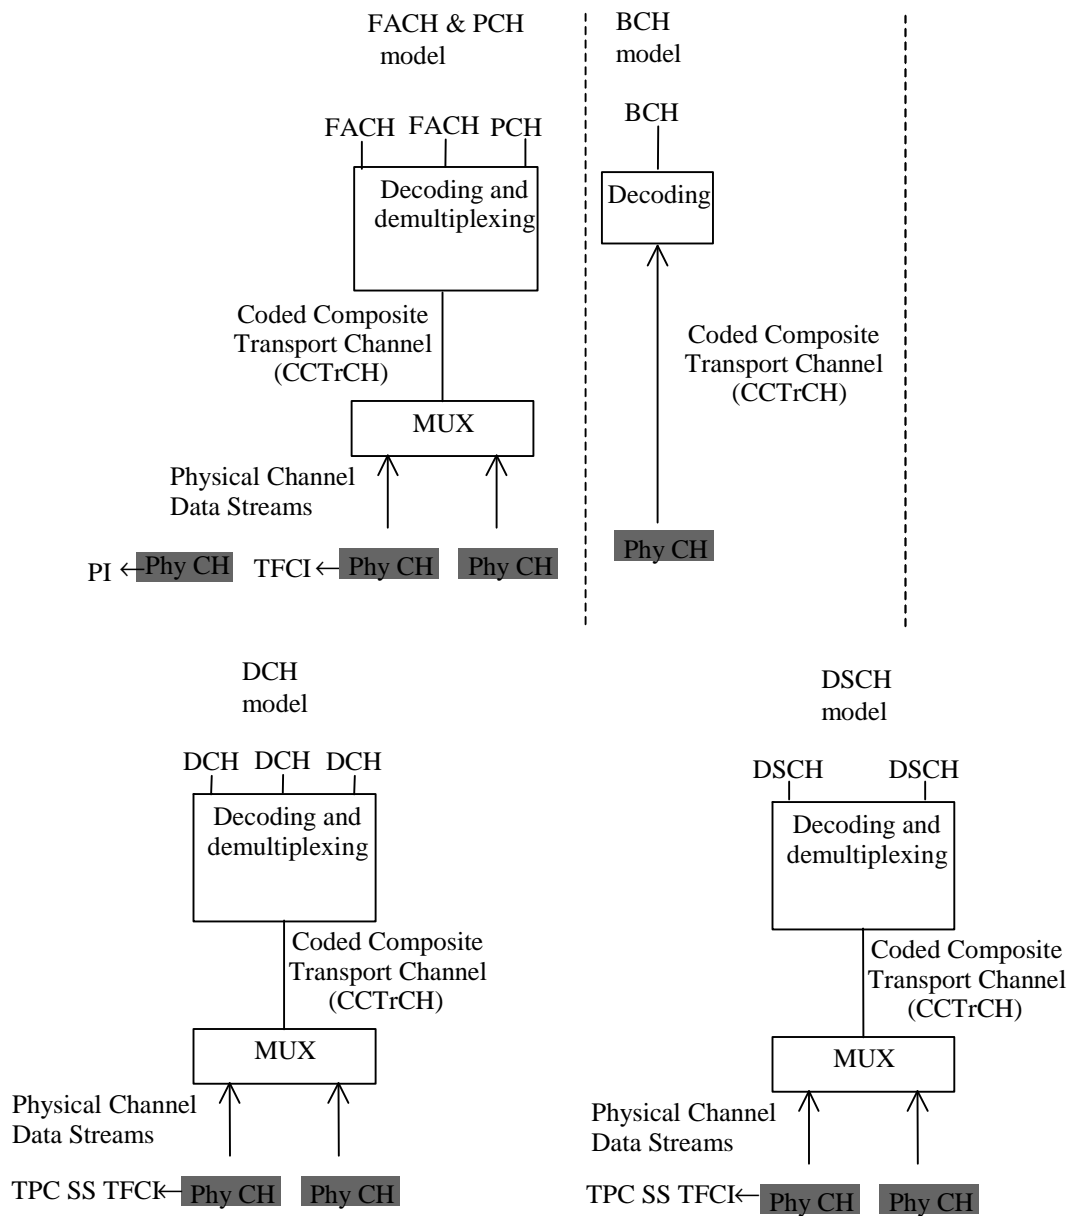 FACH & PCH
model
BCH
model
FACH FACH PCH
Decoding and
demultiplexing
BCH
Decoding
Coded Composite
Transport Channel
(CCTrCH)
Coded Composite
Transport Channel
(CCTrCH)
MUX
Physical Channel
Data Streams
PI Phy CH TFCI Phy CH Phy CH
Phy CH
DCH
model
DSCH
model
DCH DCH DCH
Decoding and
demultiplexing
DSCH DSCH
Decoding and
demultiplexing
Coded Composite
Transport Channel
(CCTrCH)
Coded Composite
Transport Channel
(CCTrCH)
MUX
MUX
Physical Channel
Data Streams
Physical Channel
Data Streams
TPC SS TFCI Phy CH Phy CH
TPC SS TFCI Phy CH Phy CH